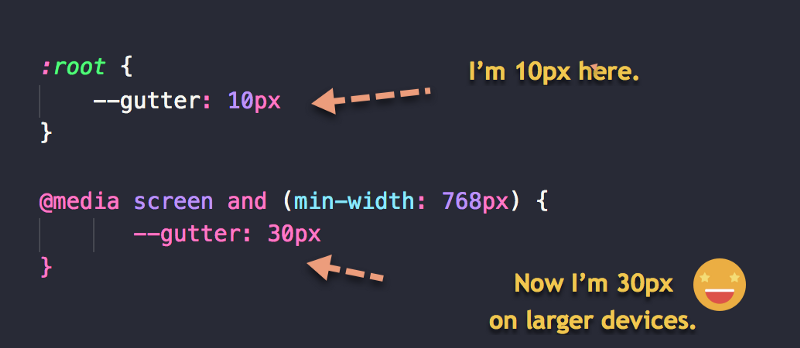 :root {
I'm 10px here.
--gutter: 10px
}
@media screen and (min-width: 768px) {
--gutter: 30px
}
Now I'm 30px
on larger devices.